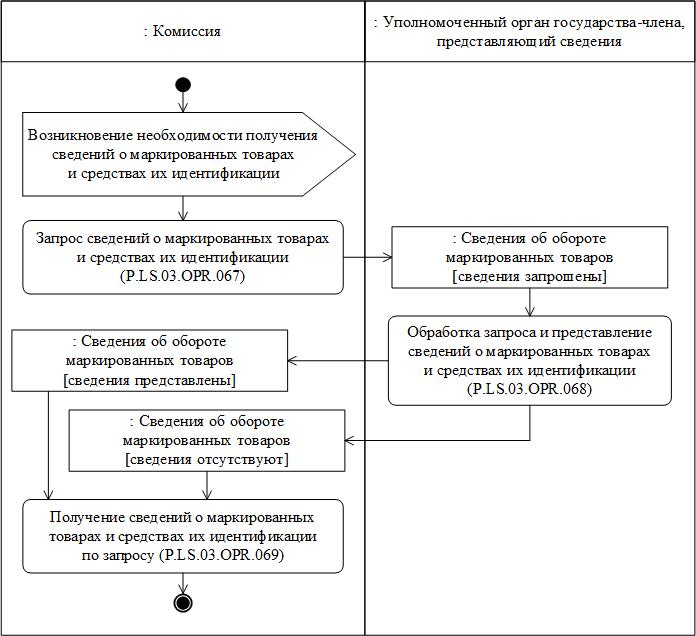 : Комиссия
: Уполномоченный орган государства-члена,
представляющий сведения
Возникновение необходимости получения
сведений о маркированных товарах
и средствах их идентификации
Запрос сведений о маркированных товарах
и средствах их идентификации
(P.LS.03.OPR.067)
: Сведения об обороте
маркированных товаров
[сведения запрошены]
Обработка запроса и представление
сведений о маркированных товарах
и средствах их идентификации
(P.LS.03.OPR.068)
: Сведения об обороте
маркированных товаров
[сведения представлены]
: Сведения об обороте
маркированных товаров
[сведения отсутствуют]
Получение сведений о маркированных
товарах и средствах их идентификации
по запросу (P.LS.03.OPR.069)